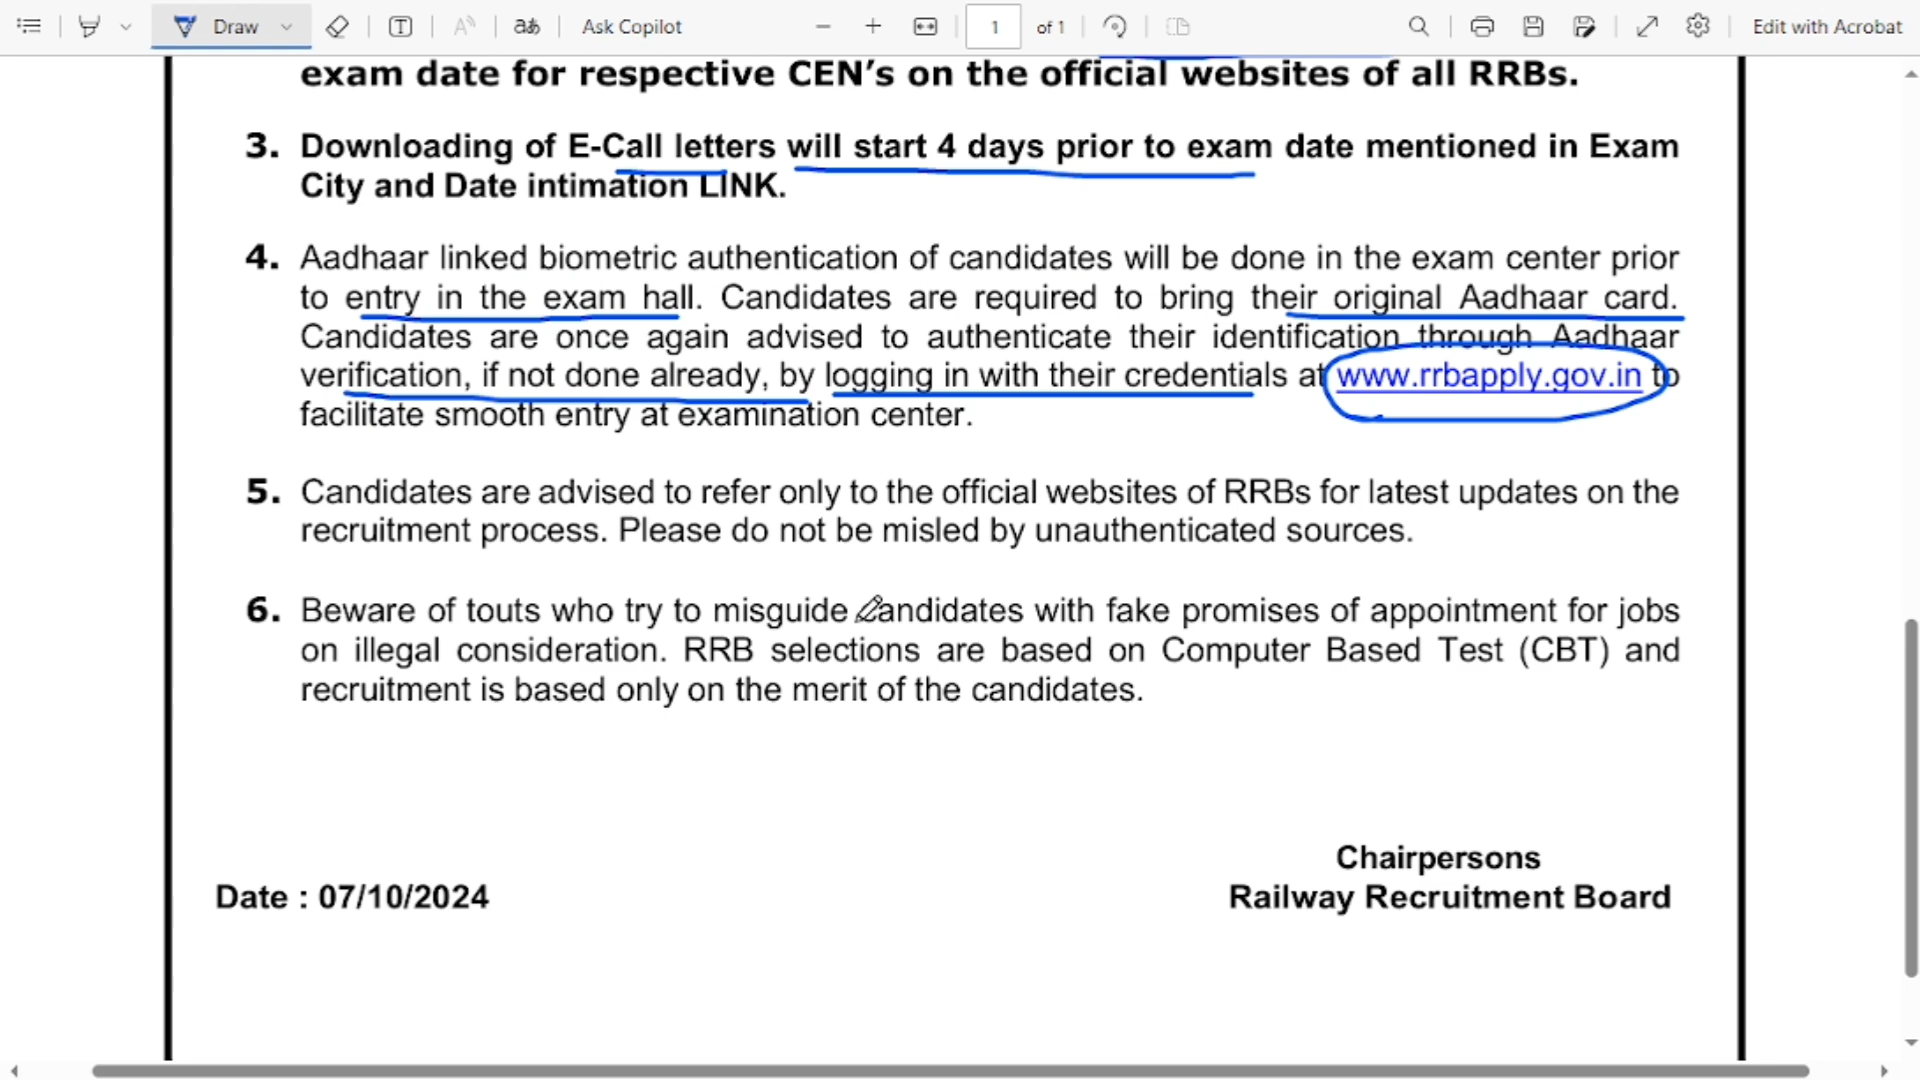 Draw
Ask Copilot
1
of 1
Edit with Acrobat
exam date for respective CEN's on the official websites of all RRBs.
3. Downloading of E-Call letters will start 4 days prior to exam date mentioned in Exam
City and Date intimation LINK.
4. Aadhaar linked biometric authentication of candidates will be done in the exam center prior
to entry in the exam hall. Candidates are required to bring their original Aadhaar card.
Candidates are once again advised to authenticate their identification through Aadhaar
verification, if not done already, by logging in with their credentials at www.rrbapply.gov.in to
facilitate smooth entry at examination center.
5. Candidates are advised to refer only to the official websites of RRBs for latest updates on the
recruitment process. Please do not be misled by unauthenticated sources.
6. Beware of touts who try to misguide candidates with fake promises of appointment for jobs
on illegal consideration. RRB selections are based on Computer Based Test (CBT) and
recruitment is based only on the merit of the candidates.
Chairpersons
Date : 07/10/2024
Railway Recruitment Board